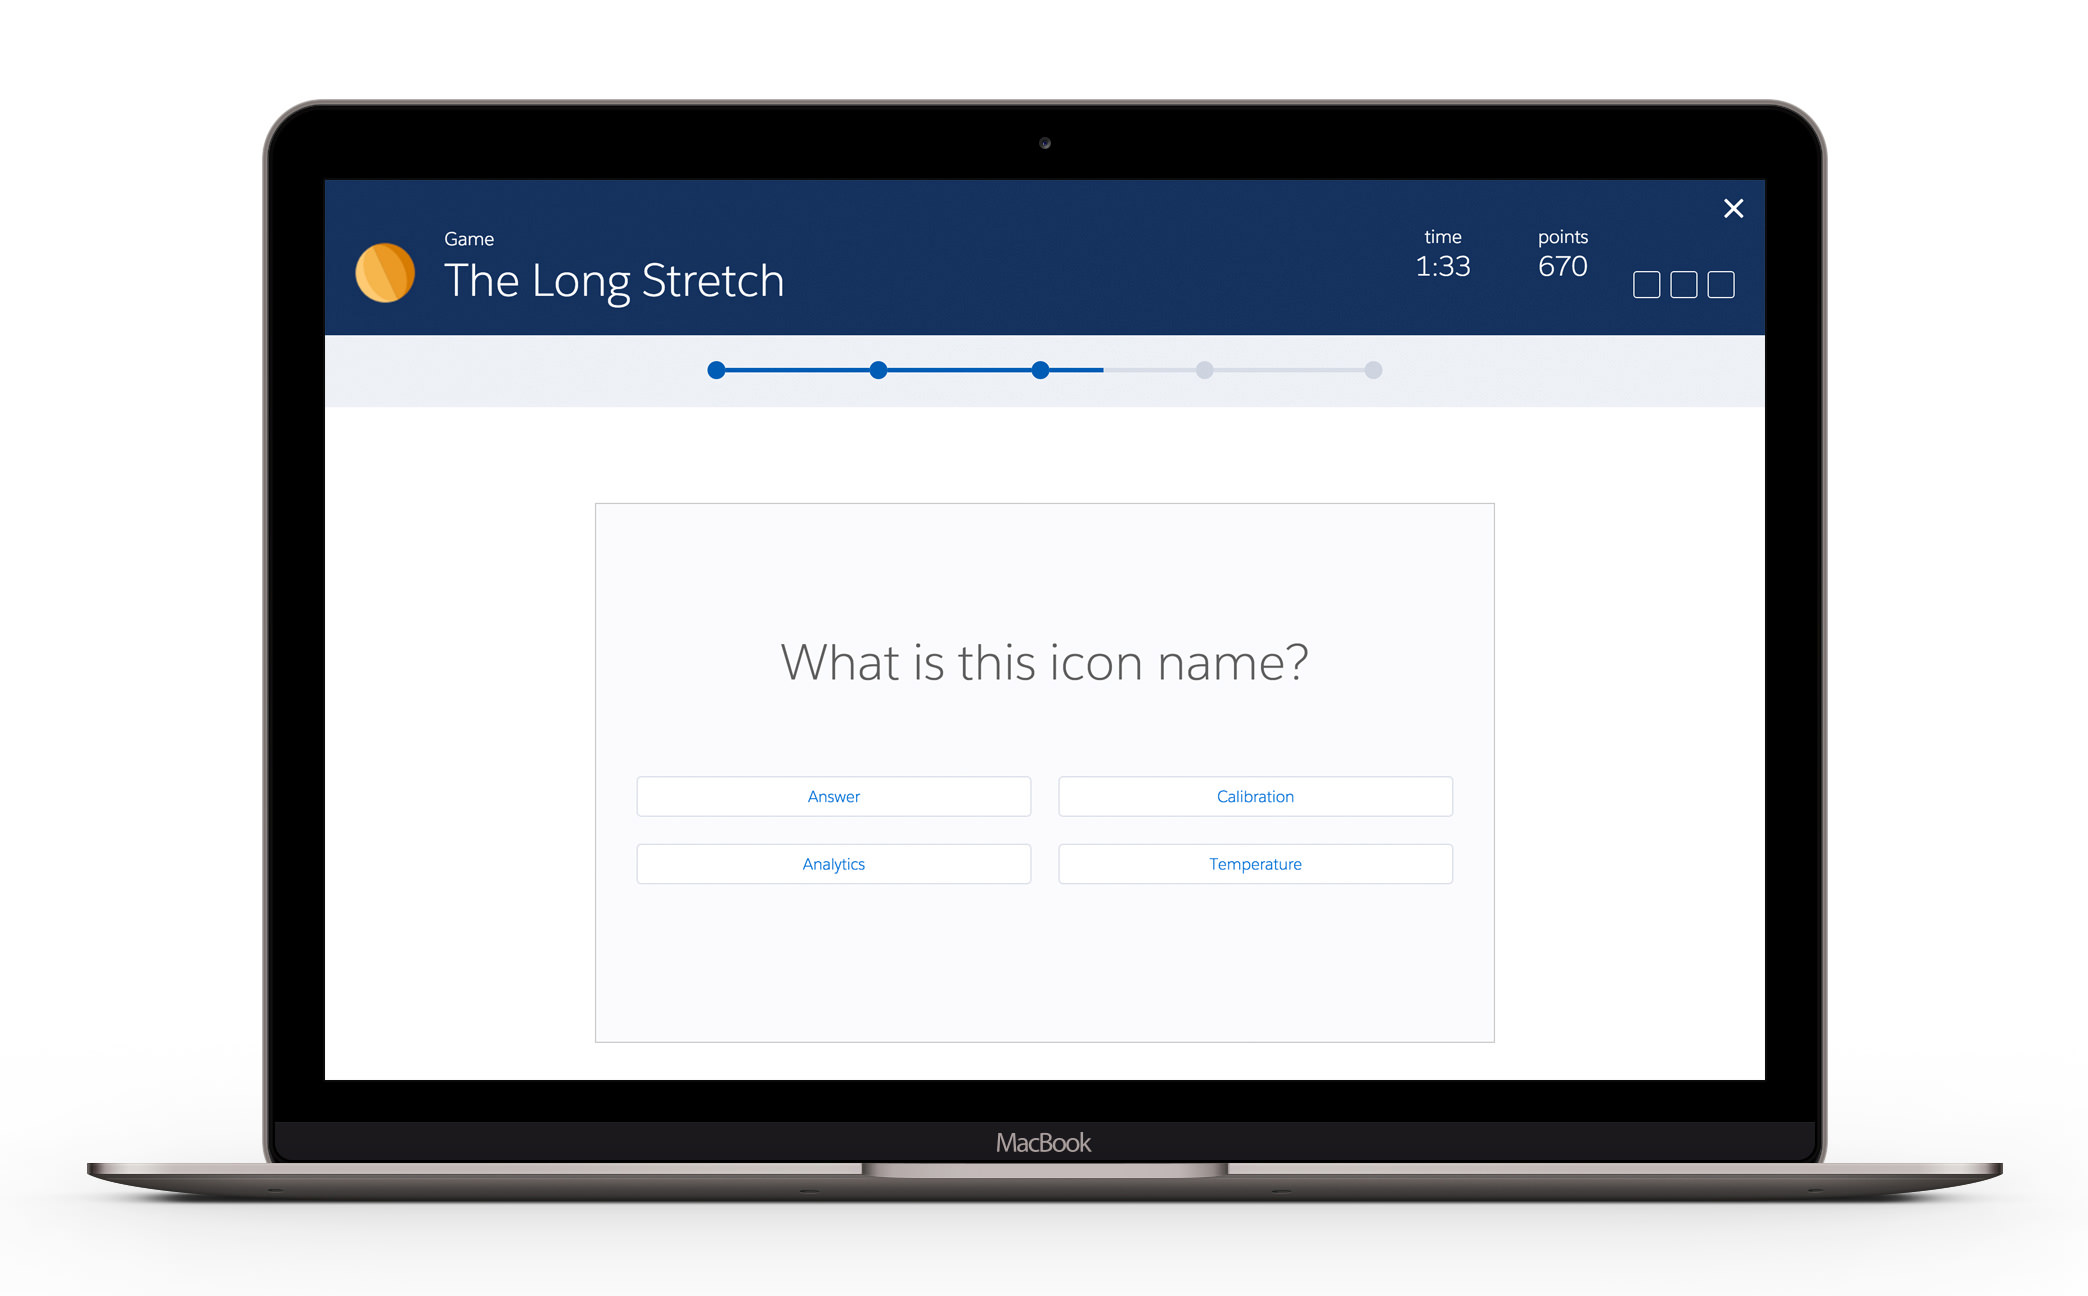 Game
The Long Stretch
time
1:33
points
670
What is this icon name?
Answer
Calibration
Analytics
Temperature
MacBook